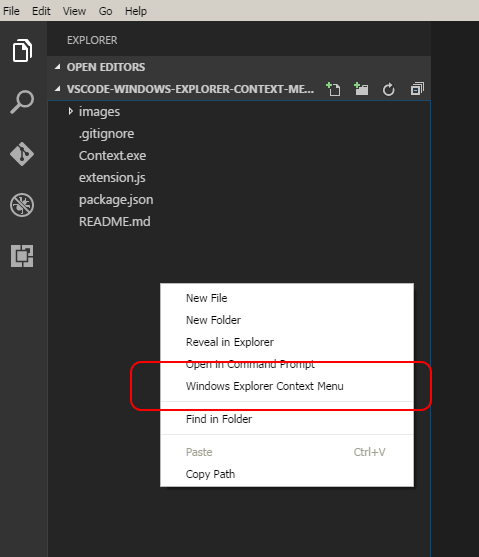 File Edit View Go Help
EXPLORER
OPEN EDITORS
VSCODE-WINDOWS-EXPLORER-CONTEXT-ME...
images
.gitignore
Context.exe
extension.js
package.json
README.md
New File
New Folder
Reveal in Explorer
Open in Command Prompt
Windows Explorer Context Menu
Find in Folder
Paste Ctrl+V
Copy Path